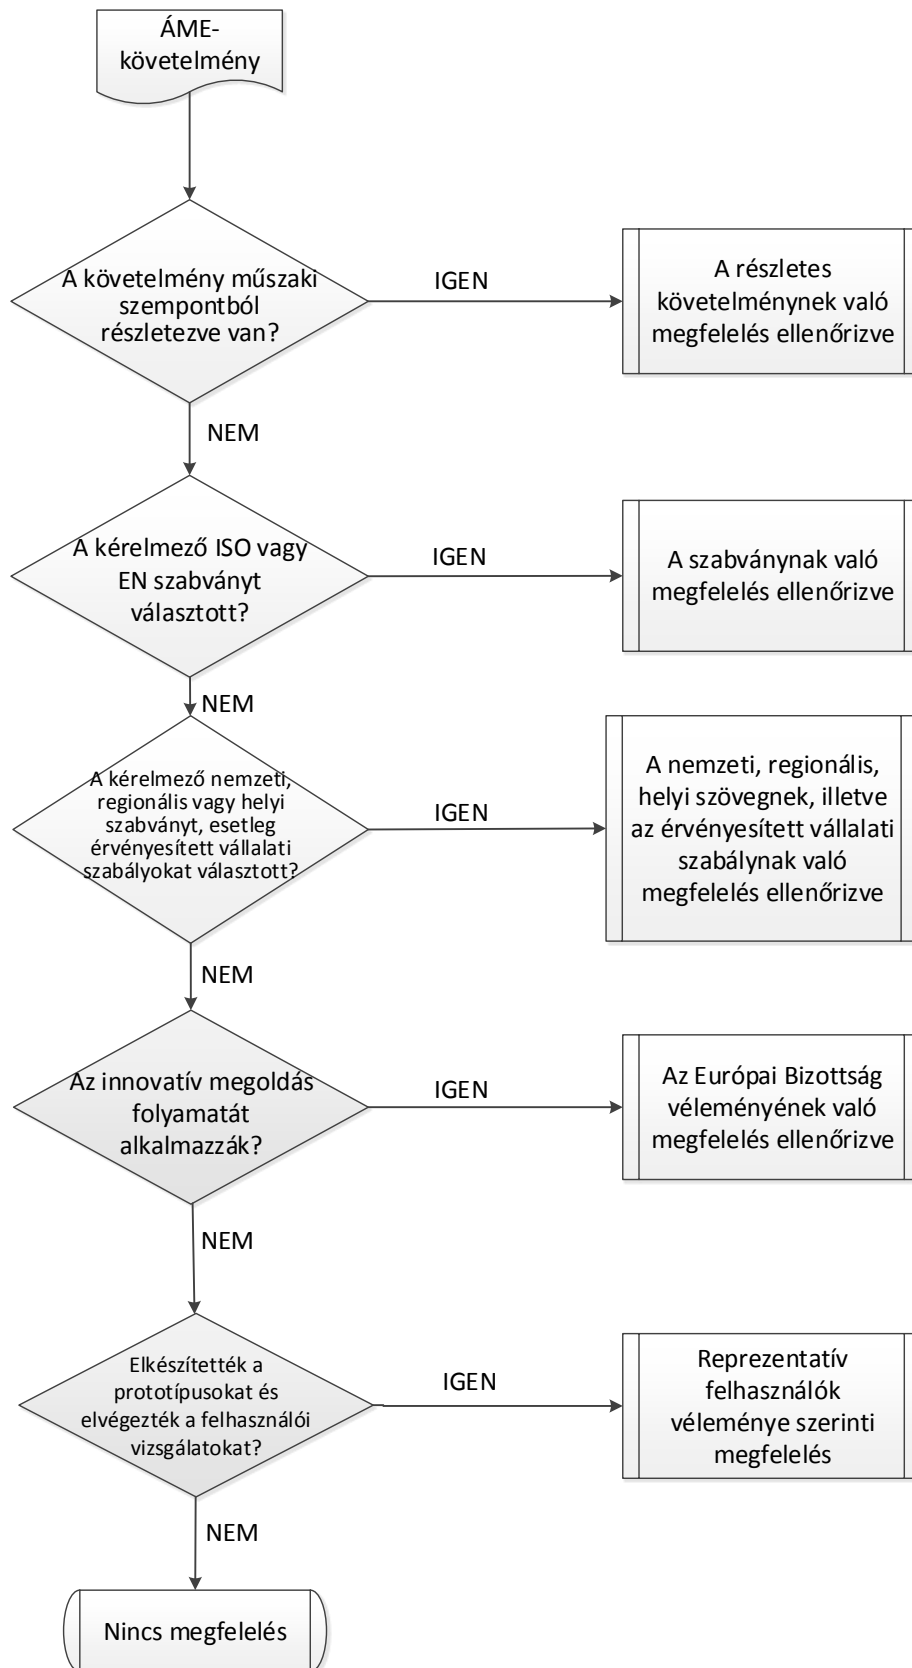 ÁME-
követelmény
A követelmény műszaki
szempontból
részletezve van?
IGEN
A részletes
követelménynek való
megfelelés ellenőrizve
NEM
A kérelmező ISO vagy
EN szabványt
választott?
IGEN
A szabványnak való
megfelelés ellenőrizve
NEM
A kérelmező nemzeti,
regionális vagy helyi
szabványt, esetleg
érvényesített vállalati
szabályokat választott?
IGEN
A nemzeti, regionális,
helyi szövegnek, illetve
az érvényesített vállalati
szabálynak való
megfelelés ellenőrizve
NEM
Az innovatív megoldás
folyamatát
alkalmazzák?
IGEN
Az Európai Bizottság
véleményének való
megfelelés ellenőrizve
NEM
Elkészítették a
prototípusokat és
elvégezték a felhasználói
vizsgálatokat?
IGEN
Reprezentatív
felhasználók
véleménye szerinti
megfelelés
NEM
Nincs megfelelés